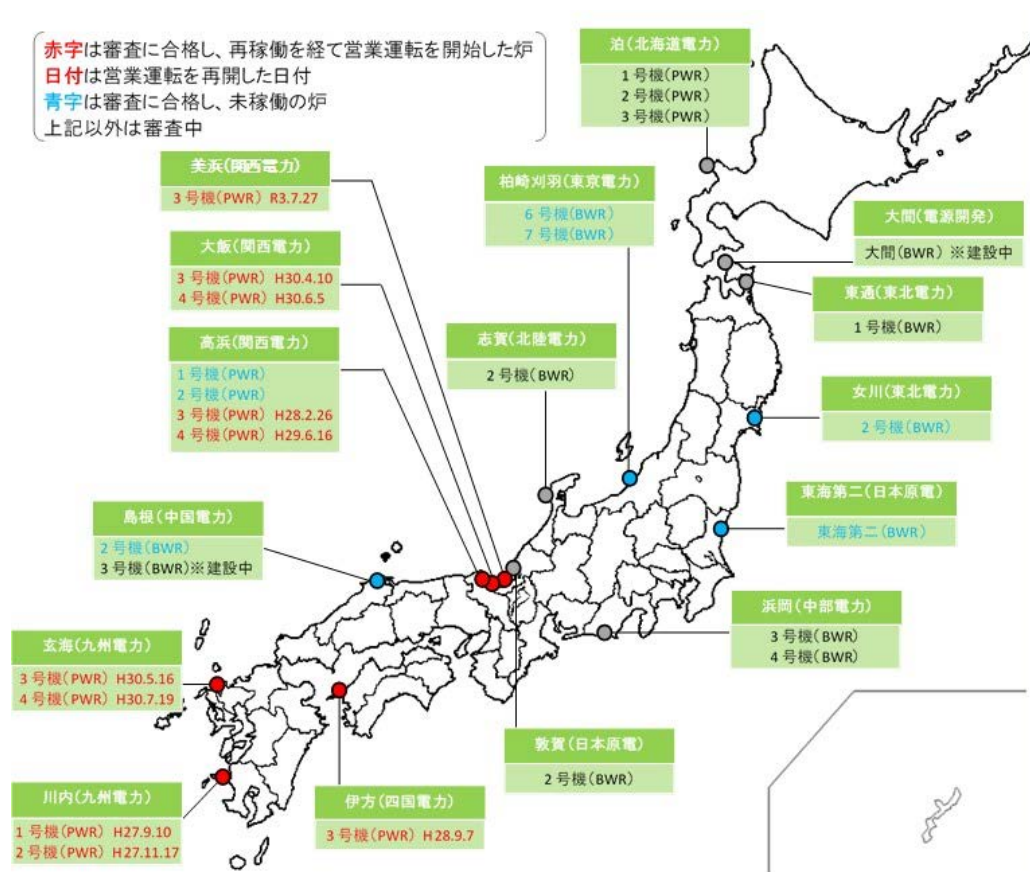 赤字は審査に合格し、再稼働を経て営業運転を開始した炉
日付は営業運転を再開した日付
青字は審査に合格し、未稼働の炉
上記以外は審査中
泊(北海道電力)
1号機(PWR)
2号機(PWR)
3号機(PWR)
美浜(関西電力)
3号機(PWR) R3.7.27
柏崎刈羽(東京電力)
6号機(BWR)
7号機(BWR)
大間(電源開発)
大間(BWR) ※建設中
大飯(関西電力)
3号機(PWR) H30.4.10
4号機(PWR) H30.6.5
東通(東北電力)
1号機(BWR)
高浜(関西電力)
1号機(PWR)
2号機(PWR)
3号機(PWR) H28.2.26
4号機(PWR) H29.6.16
志賀(北陸電力)
2号機(BWR)
女川(東北電力)
2号機(BWR)
東海第二(日本原電)
東海第二(BWR)
島根(中国電力)
2号機(BWR)
3号機(BWR)※建設中
浜岡(中部電力)
3号機(BWR)
4号機(BWR)
玄海(九州電力)
3号機(PWR) H30.5.16
4号機(PWR) H30.7.19
敦賀(日本原電)
2号機(BWR)
川内(九州電力)
1号機(PWR) H27.9.10
2号機(PWR) H27.11.17
伊方(四国電力)
3号機(PWR) H28.9.7